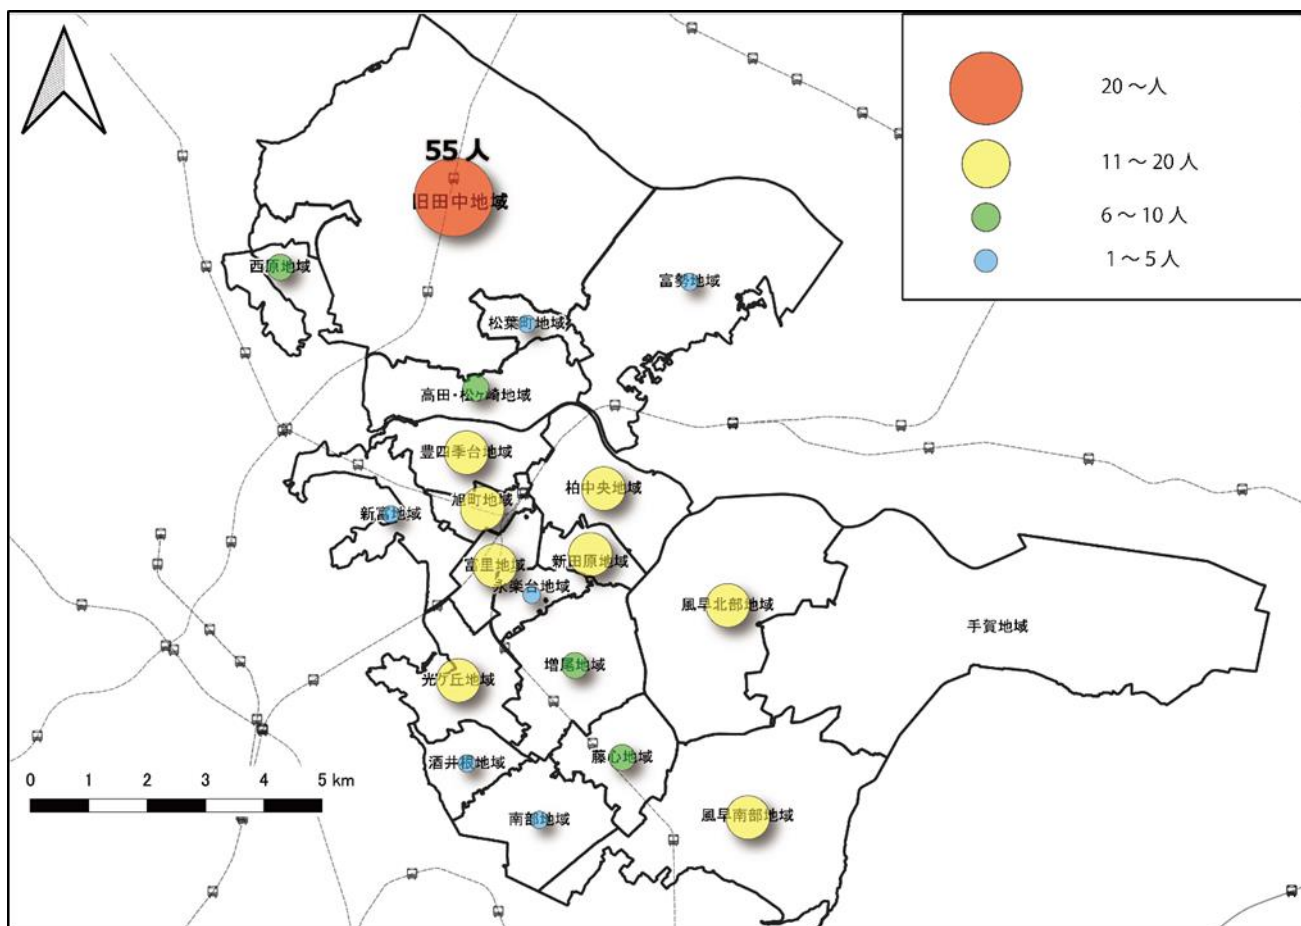 20～人
11～20人
6～10人
1～5人
55人
旧田中地域
西原地域
富勢地域
松葉町地域
高田・松ヶ崎地域
豊四季台地域
柏中央地域
旭町地域
新富地域
富里地域
新田原地域
永楽台地域
風早北部地域
手賀地域
増尾地域
光ケ丘地域
酒井根地域
藤心地域
南部地域
風早南部地域
0 1 2 3 4 5 km